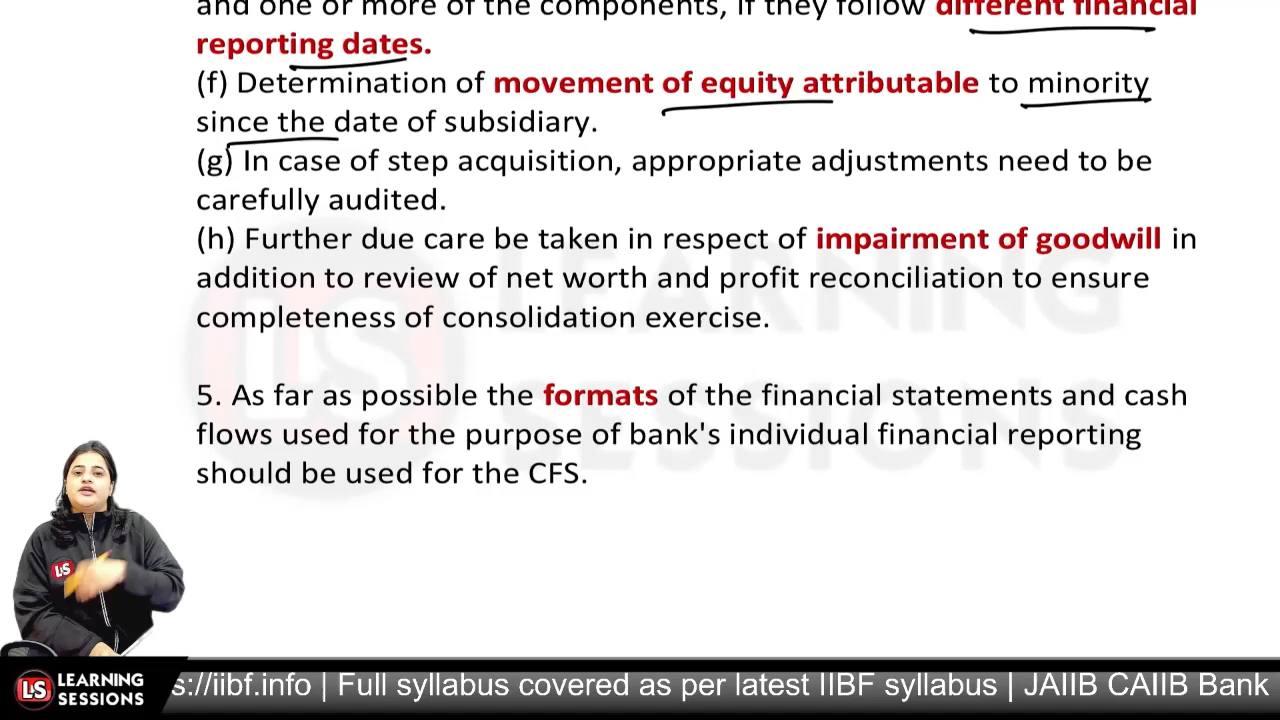 and one or more of the components, if they follow different financial
reporting dates.
(f) Determination of movement of equity attributable to minority
since the date of subsidiary.
(g) In case of step acquisition, appropriate adjustments need to be
carefully audited.
(h) Further due care be taken in respect of impairment of goodwill in
addition to review of net worth and profit reconciliation to ensure
completeness of consolidation exercise.
5. As far as possible the formats of the financial statements and cash
flows used for the purpose of bank's individual financial reporting
should be used for the CFS.
LS
LEARNING
SESSIONS
LS
LS
LEARNING
SESSIONS
s://iibf.info | Full syllabus covered as per latest IIBF syllabus | JAIIB CAIIB Bank